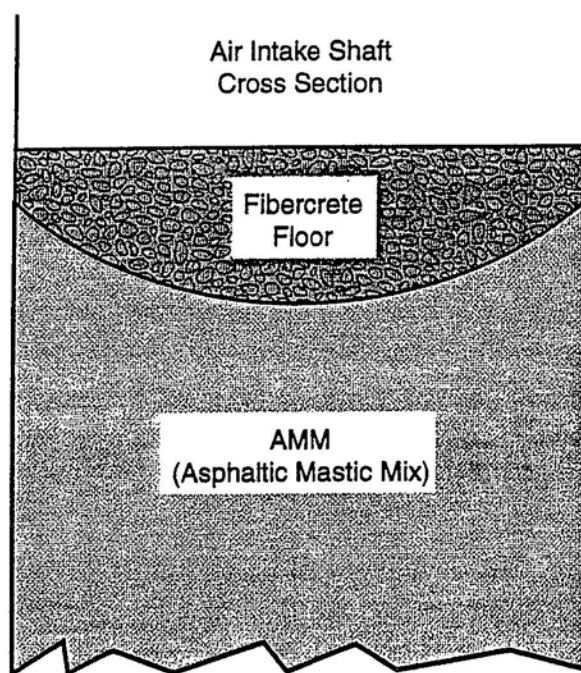 Air Intake Shaft
Cross Section
Fibercrete
Floor
AMM
(Asphaltic Mastic Mix)